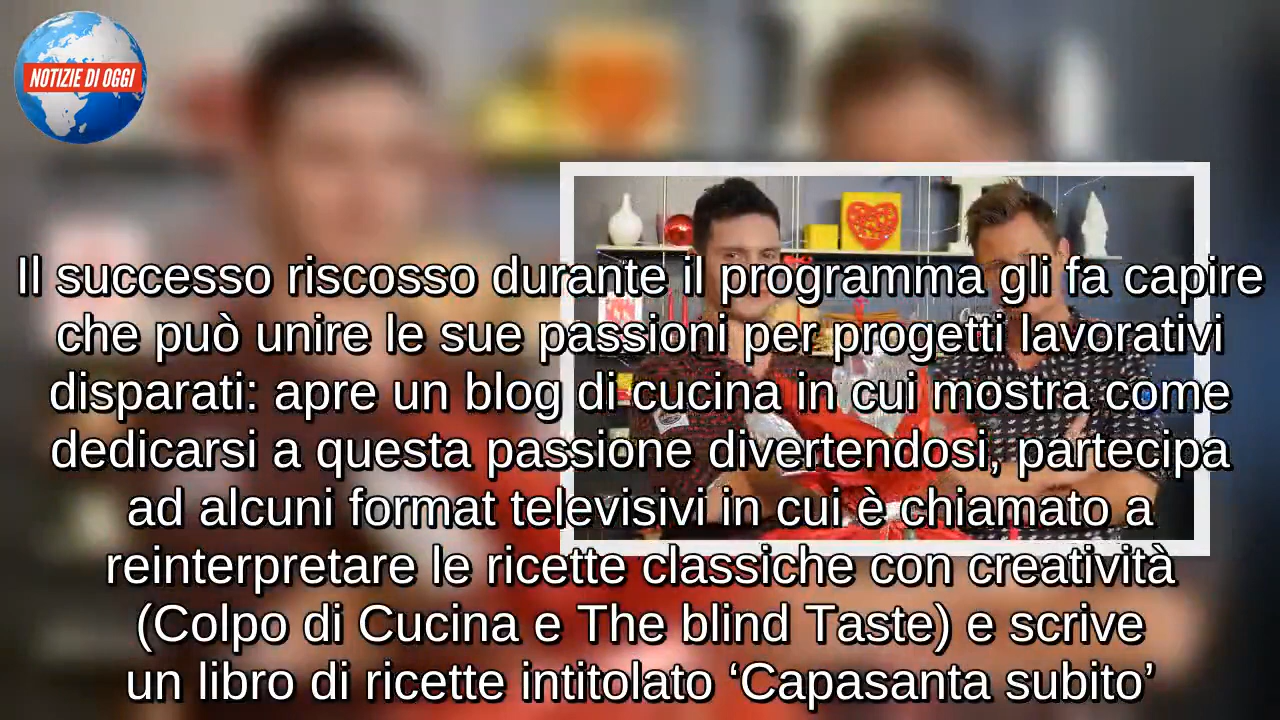 NOTIZIE DI OGGI
Il successo riscosso durante il programma gli fa capire
che può unire le sue passioni per progetti lavorativi
disparati: apre un blog di cucina in cui mostra come
dedicarsi a questa passione divertendosi, partecipa
ad alcuni format televisivi in cui è chiamato a
reinterpretare le ricette classiche con creatività
(Colpo di Cucina e The blind Taste) e scrive
un libro di ricette intitolato ‘Capasanta subito’